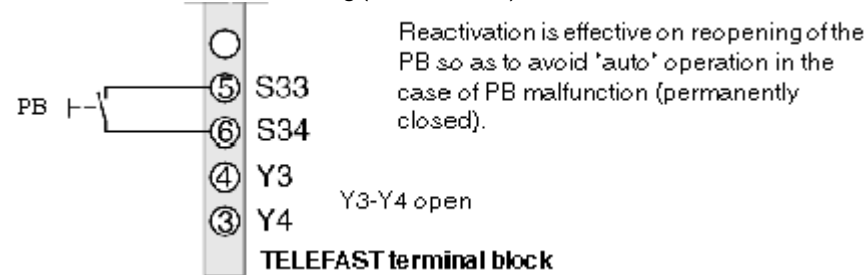 Reactivation is effective on reopening of the
PB so as to avoid 'auto' operation in the
case of PB malfunction (permanently
closed).
5 S33
PB
6 S34
4 Y3
Y3-Y4 open
3 Y4
TELEFAST terminal block